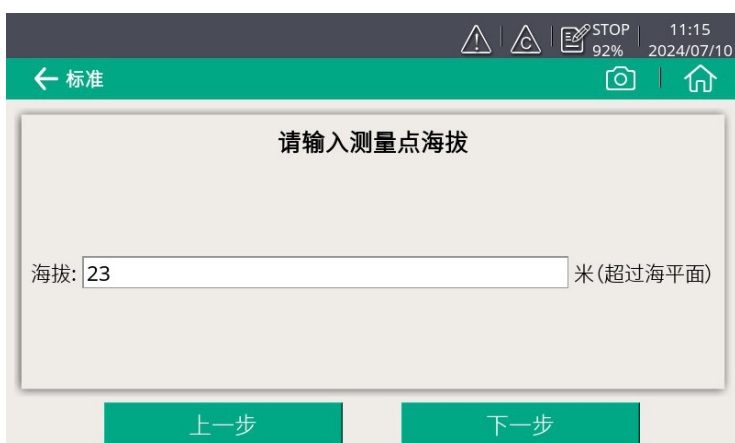 STOP 11:15
92% 2024/07/10
标准
请输入测量点海拔
海拔: 23 米(超过海平面)
上一步 下一步